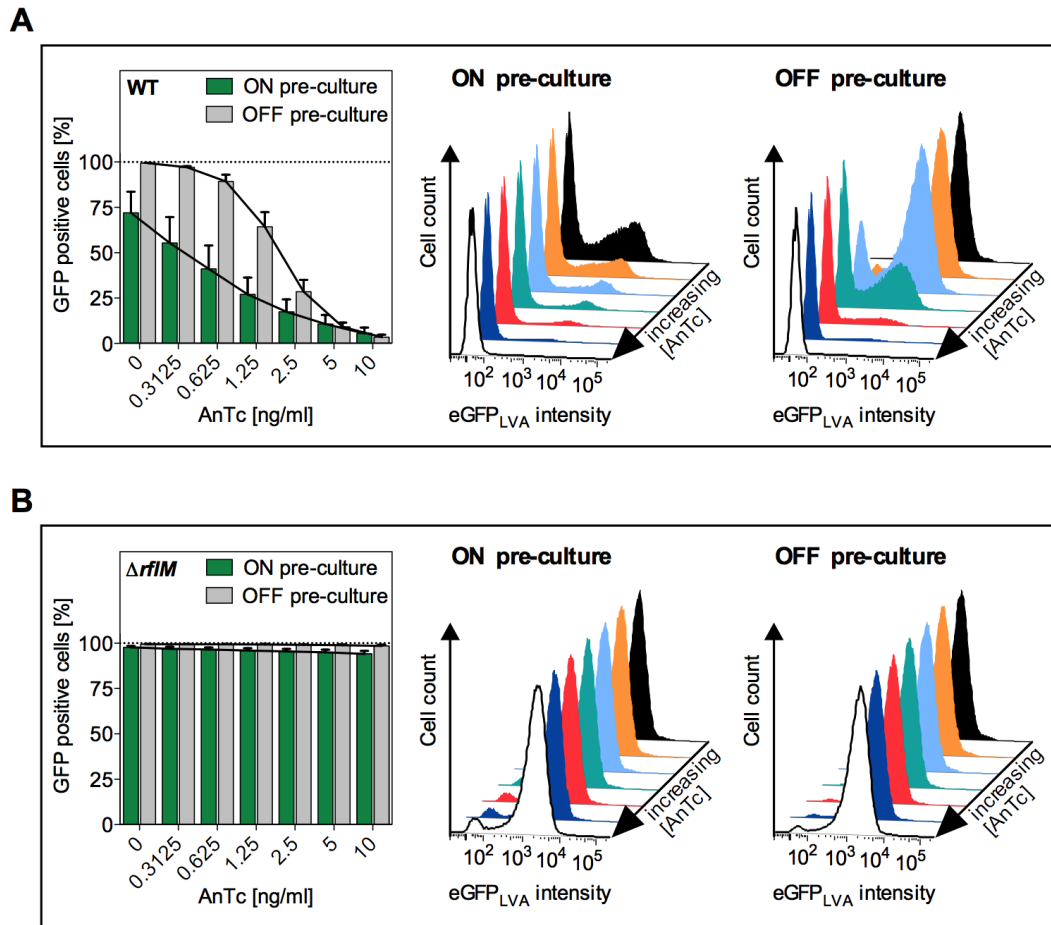 A
WT
ON pre-culture
OFF pre-culture
GFP positive cells [%]
100
75
50
25
0
0
0.3125
0.625
1.25
2.5
5
10
AnTc [ng/ml]
ON pre-culture
Cell count
increasing
[AnTc]
10² 10³ 10⁴ 10⁵
eGFP_LVA intensity
OFF pre-culture
Cell count
increasing
[AnTc]
10² 10³ 10⁴ 10⁵
eGFP_LVA intensity
B
ΔrflM
ON pre-culture
OFF pre-culture
GFP positive cells [%]
100
75
50
25
0
0
0.3125
0.625
1.25
2.5
5
10
AnTc [ng/ml]
ON pre-culture
Cell count
increasing
[AnTc]
10² 10³ 10⁴ 10⁵
eGFP_LVA intensity
OFF pre-culture
Cell count
increasing
[AnTc]
10² 10³ 10⁴ 10⁵
eGFP_LVA intensity